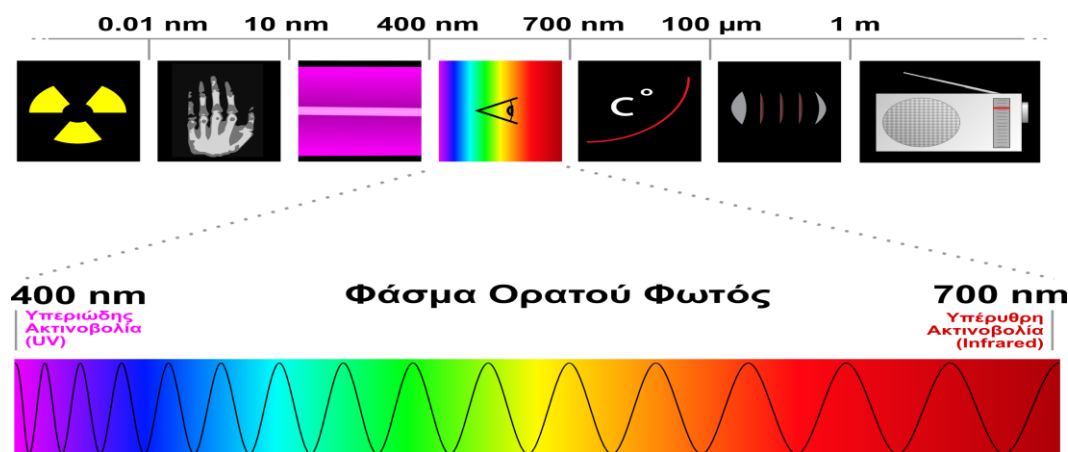 0.01 nm 10 nm 400 nm 700 nm 100 μm 1 m
C°
400 nm Φάσμα Ορατού Φωτός 700 nm
Υπεριώδης
Ακτινοβολία
(UV)
Υπέρυθρη
Ακτινοβολία
(Infrared)